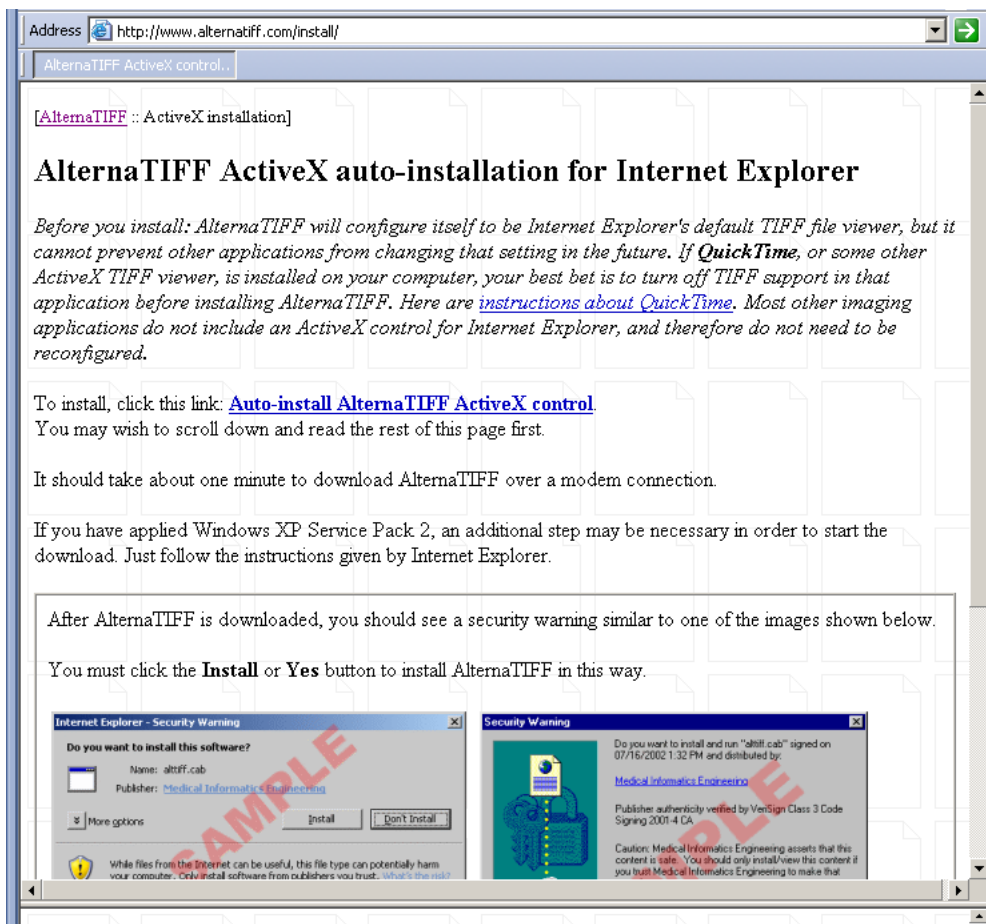 Address http://www.alternatiff.com/install/
AlternaTIFF ActiveX control..
[AlternaTIFF :: ActiveX installation]
AlternaTIFF ActiveX auto-installation for Internet Explorer
Before you install: AlternaTIFF will configure itself to be Internet Explorer's default TIFF file viewer, but it
cannot prevent other applications from changing that setting in the future. If QuickTime, or some other
ActiveX TIFF viewer, is installed on your computer, your best bet is to turn off TIFF support in that
application before installing AlternaTIFF. Here are instructions about QuickTime. Most other imaging
applications do not include an ActiveX control for Internet Explorer, and therefore do not need to be
reconfigured.
To install, click this link: Auto-install AlternaTIFF ActiveX control.
You may wish to scroll down and read the rest of this page first.
It should take about one minute to download AlternaTIFF over a modem connection.
If you have applied Windows XP Service Pack 2, an additional step may be necessary in order to start the
download. Just follow the instructions given by Internet Explorer.
After AlternaTIFF is downloaded, you should see a security warning similar to one of the images shown below.
You must click the Install or Yes button to install AlternaTIFF in this way.
Internet Explorer - Security Warning
Do you want to install this software?
Name: alttiff.cab
Publisher: Medical Informatics Engineering
More options
Install
Don't Install
While files from the Internet can be useful, this file type can potentially harm
your computer. Only install software from publishers you trust. What's the risk?
SAMPLE
Security Warning
Do you want to install and run "alttiff.cab" signed on
07/16/2002 1:32 PM and distributed by:
Medical Informatics Engineering
Publisher authenticity verified by VeriSign Class 3 Code
Signing 2001-4 CA
Caution: Medical Informatics Engineering asserts that this
content is safe. You should only install/view this content if
you trust Medical Informatics Engineering to make that
SAMPLE